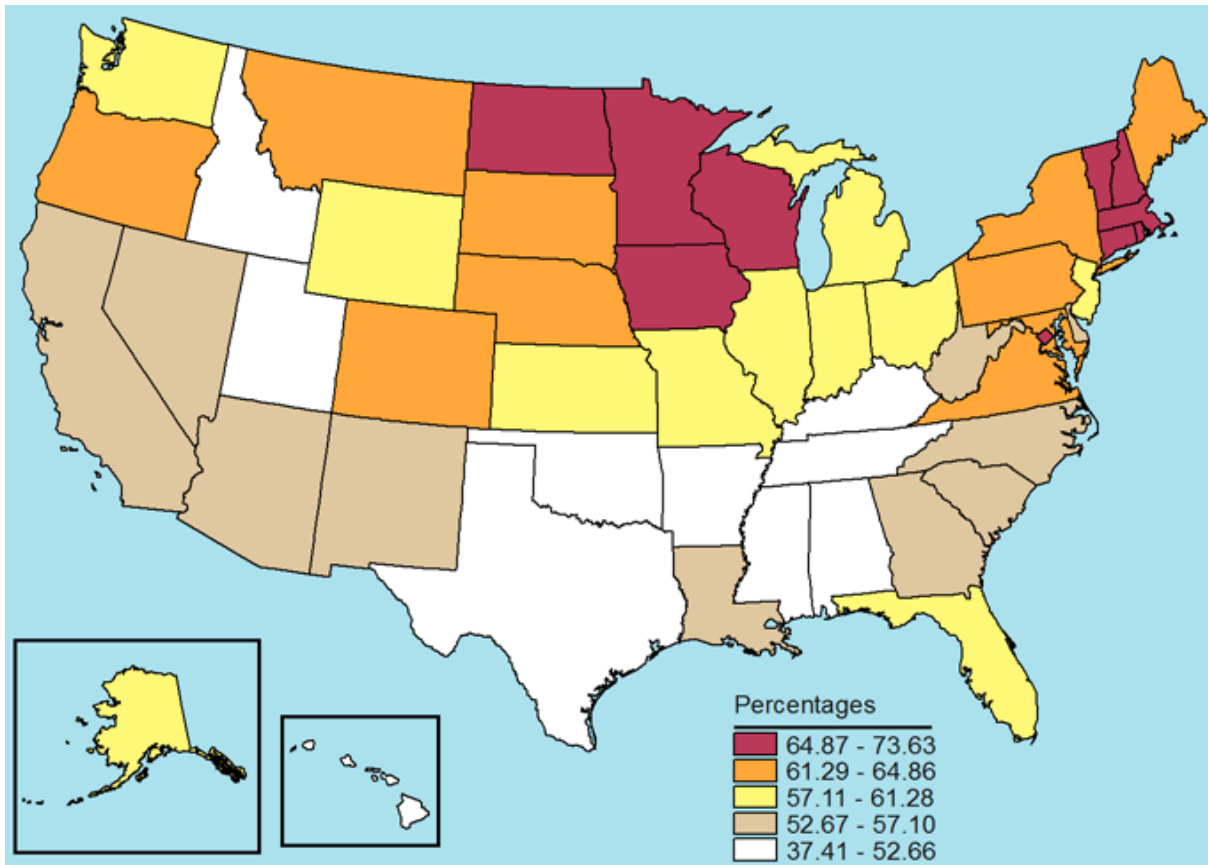 Percentages
64.87 - 73.63
61.29 - 64.86
57.11 - 61.28
52.67 - 57.10
37.41 - 52.66